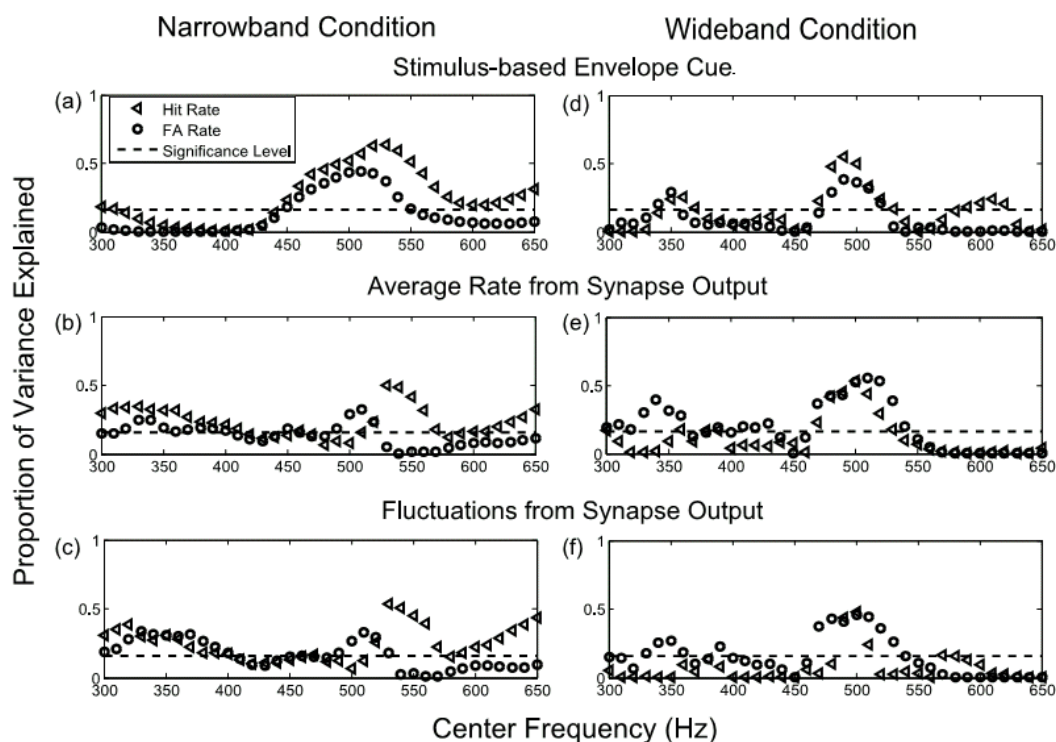 Narrowband Condition
Wideband Condition
Stimulus-based Envelope Cue.
(a)
Hit Rate
FA Rate
Significance Level
1
0.5
0
300 350 400 450 500 550 600 650
(d)
1
0.5
0
300 350 400 450 500 550 600 650
Average Rate from Synapse Output
(b)
1
0.5
0
300 350 400 450 500 550 600 650
(e)
1
0.5
0
300 350 400 450 500 550 600 650
Fluctuations from Synapse Output
(c)
1
0.5
0
300 350 400 450 500 550 600 650
(f)
1
0.5
0
300 350 400 450 500 550 600 650
Proportion of Variance Explained
Center Frequency (Hz)